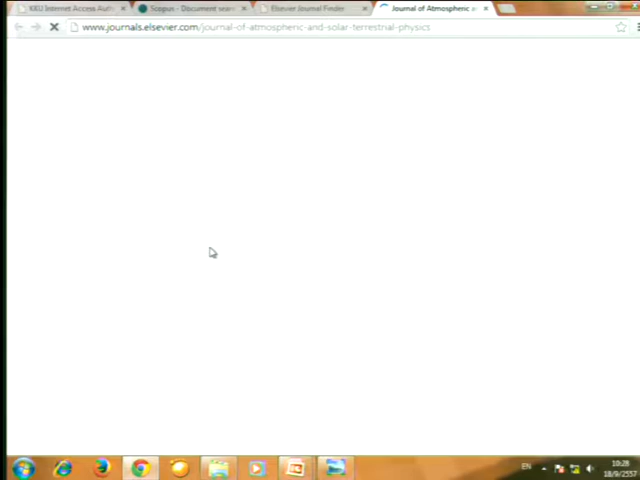 KKU Internet Access Auth
Scopus - Document sear
Elsevier Journal Finder
Journal of Atmospheric a
www.journals.elsevier.com/journal-of-atmospheric-and-solar-terrestrial-physics
EN
10:28
18/9/2557